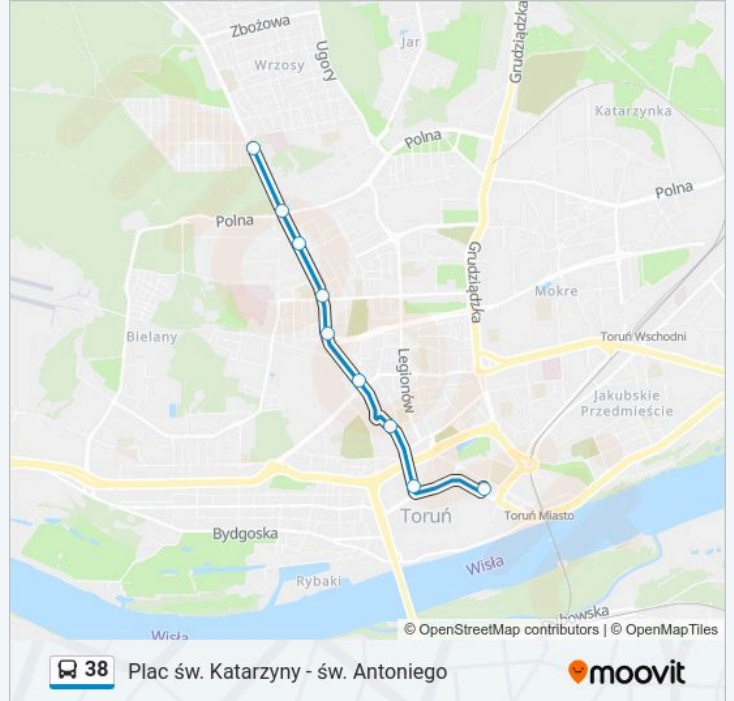 Zbożowa
Ugory
Jar
Grudziądzka
Wrzosy
Katarzynka
Polna
Polna
Polna
Grudziądzka
Mokre
Bielany
Toruń Wschodni
Legionów
Jakubskie
Przedmieście
Toruń
Toruń Miasto
Bydgoska
Wisła
Rybaki
Wisła
© OpenStreetMap contributors | © OpenMapTiles
38 Plac św. Katarzyny - św. Antoniego
moovit